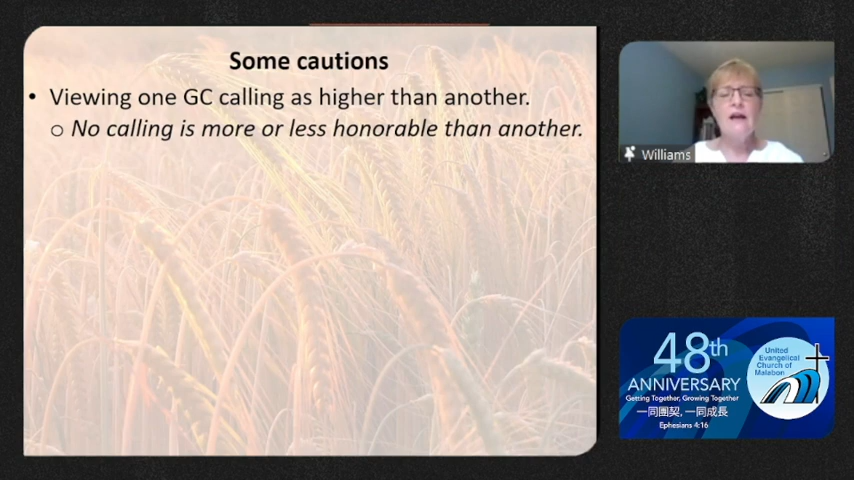 Some cautions
• Viewing one GC calling as higher than another.
o No calling is more or less honorable than another.
Williams
48th
ANNIVERSARY
Getting Together, Growing Together
一同團契, 一同成長
Ephesians 4:16
United
Evangelical
Church of
Malabon